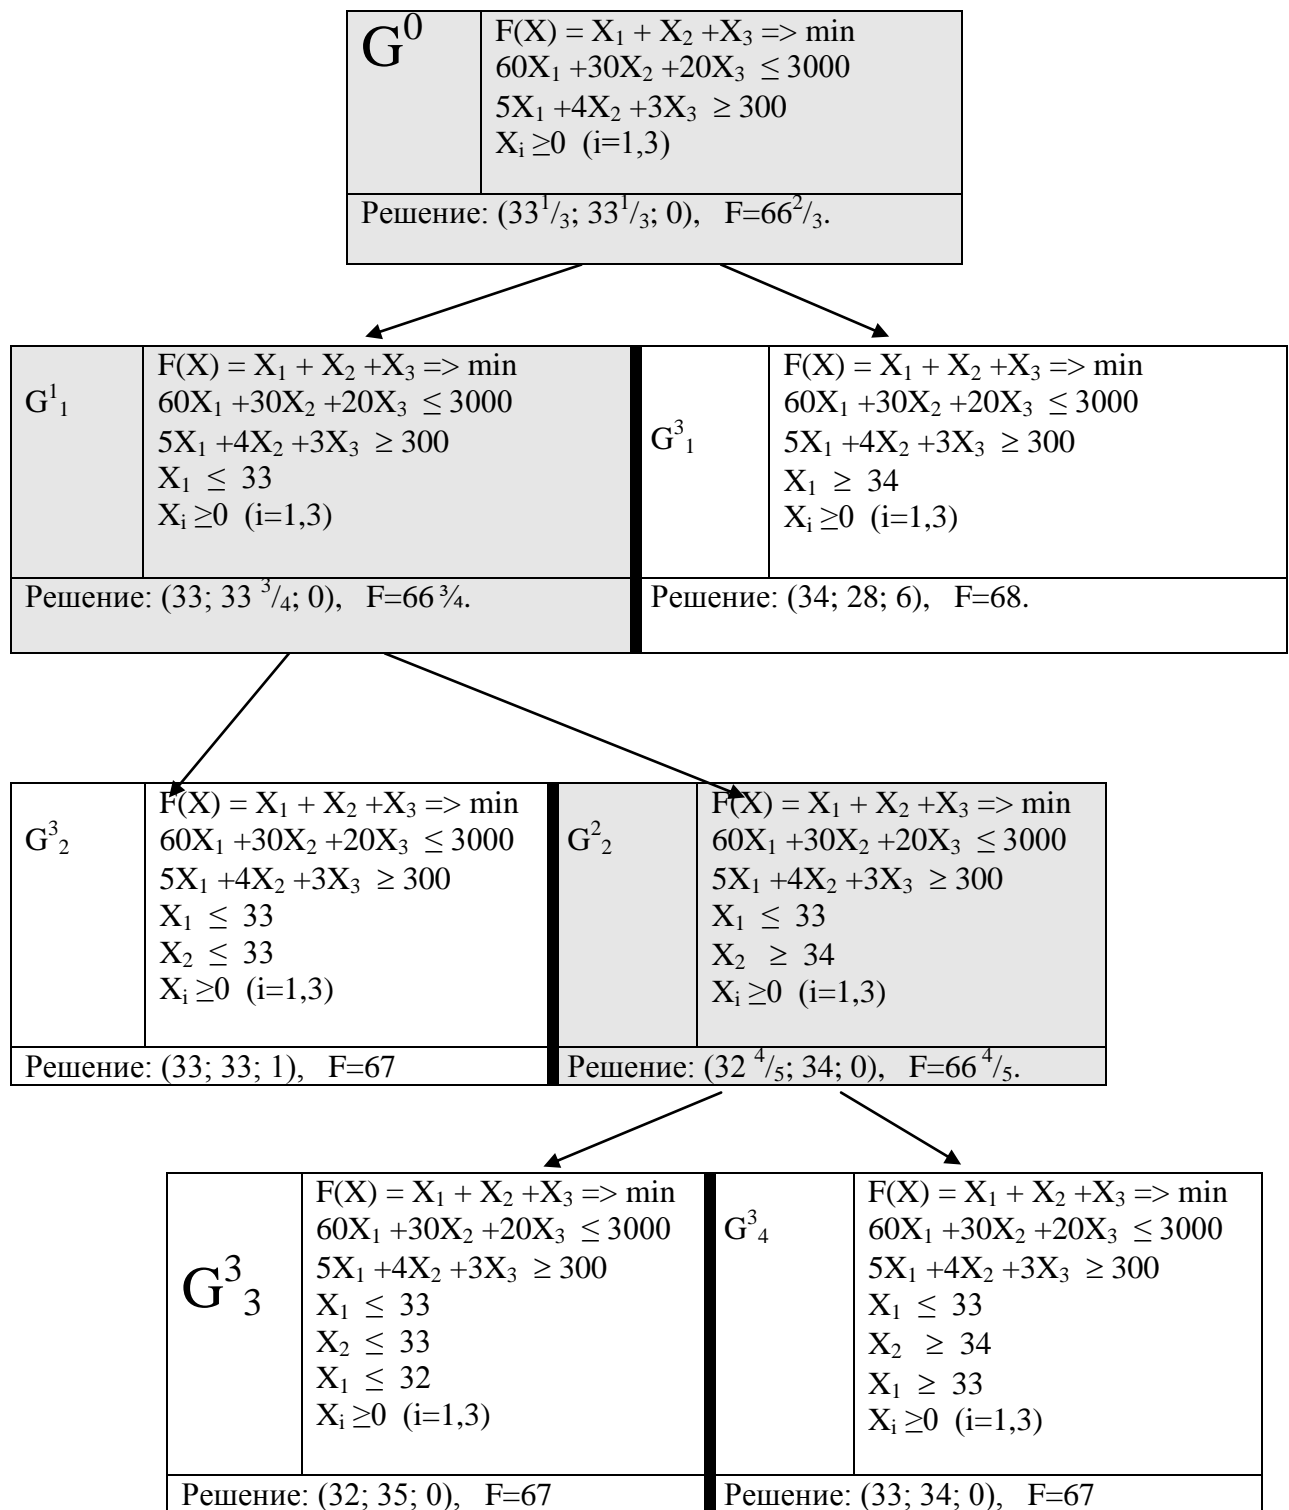 G⁰
F(X) = X₁ + X₂ +X₃ => min
60X₁ +30X₂ +20X₃ ≤ 3000
5X₁ +4X₂ +3X₃ ≥ 300
Xᵢ ≥0 (i=1,3)
Решение: (33¹/₃; 33¹/₃; 0), F=66²/₃.
G¹₁
F(X) = X₁ + X₂ +X₃ => min
60X₁ +30X₂ +20X₃ ≤ 3000
5X₁ +4X₂ +3X₃ ≥ 300
X₁ ≤ 33
Xᵢ ≥0 (i=1,3)
Решение: (33; 33 ³/₄; 0), F=66 ¾.
G³₁
F(X) = X₁ + X₂ +X₃ => min
60X₁ +30X₂ +20X₃ ≤ 3000
5X₁ +4X₂ +3X₃ ≥ 300
X₁ ≥ 34
Xᵢ ≥0 (i=1,3)
Решение: (34; 28; 6), F=68.
G³₂
F(X) = X₁ + X₂ +X₃ => min
60X₁ +30X₂ +20X₃ ≤ 3000
5X₁ +4X₂ +3X₃ ≥ 300
X₁ ≤ 33
X₂ ≤ 33
Xᵢ ≥0 (i=1,3)
Решение: (33; 33; 1), F=67
G²₂
F(X) = X₁ + X₂ +X₃ => min
60X₁ +30X₂ +20X₃ ≤ 3000
5X₁ +4X₂ +3X₃ ≥ 300
X₁ ≤ 33
X₂ ≥ 34
Xᵢ ≥0 (i=1,3)
Решение: (32 ⁴/₅; 34; 0), F=66 ⁴/₅.
G³₃
F(X) = X₁ + X₂ +X₃ => min
60X₁ +30X₂ +20X₃ ≤ 3000
5X₁ +4X₂ +3X₃ ≥ 300
X₁ ≤ 33
X₂ ≤ 33
X₁ ≤ 32
Xᵢ ≥0 (i=1,3)
Решение: (32; 35; 0), F=67
G³₄
F(X) = X₁ + X₂ +X₃ => min
60X₁ +30X₂ +20X₃ ≤ 3000
5X₁ +4X₂ +3X₃ ≥ 300
X₁ ≤ 33
X₂ ≥ 34
X₁ ≥ 33
Xᵢ ≥0 (i=1,3)
Решение: (33; 34; 0), F=67